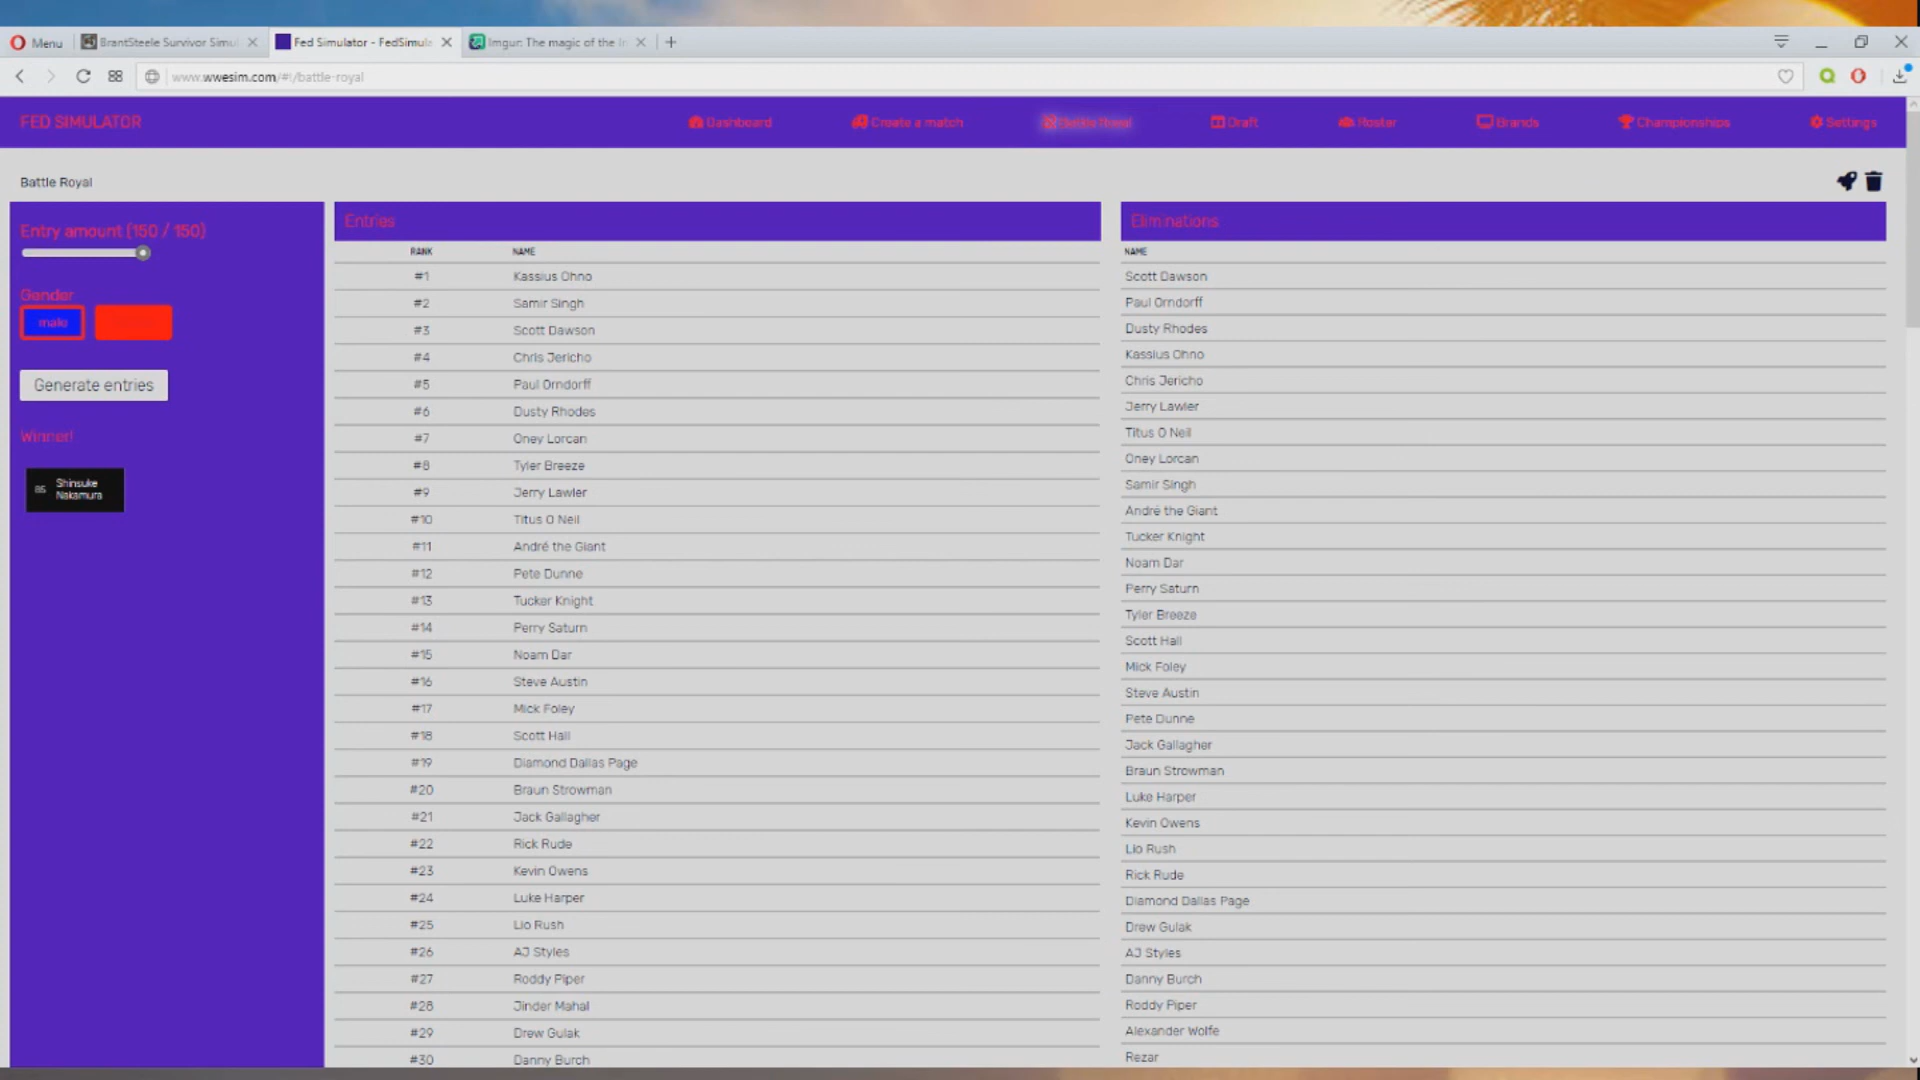 Menu
BrantSteele Survivor Simul
Fed Simulator - FedSimula
Imgur: The magic of the In
www.wwesim.com/#!/battle-royal
FED SIMULATOR
Dashboard
Create a match
Battle Royal
Draft
Roster
Brands
Championships
Settings
Battle Royal
Entry amount (150 / 150)
Gender
male
Generate entries
Winner!
85
Shinsuke
Nakamura
Entries
RANK NAME
#1 Kassius Ohno
#2 Samir Singh
#3 Scott Dawson
#4 Chris Jericho
#5 Paul Orndorff
#6 Dusty Rhodes
#7 Oney Lorcan
#8 Tyler Breeze
#9 Jerry Lawler
#10 Titus O Neil
#11 André the Giant
#12 Pete Dunne
#13 Tucker Knight
#14 Perry Saturn
#15 Noam Dar
#16 Steve Austin
#17 Mick Foley
#18 Scott Hall
#19 Diamond Dallas Page
#20 Braun Strowman
#21 Jack Gallagher
#22 Rick Rude
#23 Kevin Owens
#24 Luke Harper
#25 Lio Rush
#26 AJ Styles
#27 Roddy Piper
#28 Jinder Mahal
#29 Drew Gulak
#30 Danny Burch
Eliminations
NAME
Scott Dawson
Paul Orndorff
Dusty Rhodes
Kassius Ohno
Chris Jericho
Jerry Lawler
Titus O Neil
Oney Lorcan
Samir Singh
André the Giant
Tucker Knight
Noam Dar
Perry Saturn
Tyler Breeze
Scott Hall
Mick Foley
Steve Austin
Pete Dunne
Jack Gallagher
Braun Strowman
Luke Harper
Kevin Owens
Lio Rush
Rick Rude
Diamond Dallas Page
Drew Gulak
AJ Styles
Danny Burch
Roddy Piper
Alexander Wolfe
Rezar